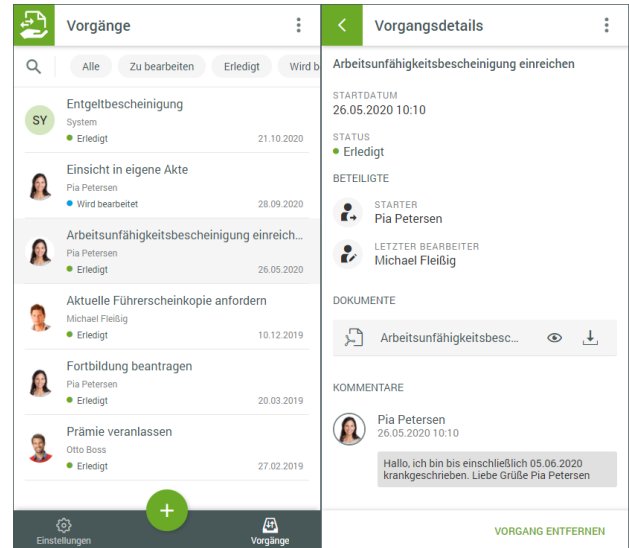 Vorgänge
Alle Zu bearbeiten Erledigt Wird b
Entgeltbescheinigung
SY
System
Erledigt 21.10.2020
Einsicht in eigene Akte
Pia Petersen
Wird bearbeitet 28.09.2020
Arbeitsunfähigkeitsbescheinigung einreich...
Pia Petersen
Erledigt 26.05.2020
Aktuelle Führerscheinkopie anfordern
Michael Fleißig
Erledigt 10.12.2019
Fortbildung beantragen
Pia Petersen
Erledigt 20.03.2019
Prämie veranlassen
Otto Boss
Erledigt 27.02.2019
+
Einstellungen Vorgänge
Vorgangsdetails
Arbeitsunfähigkeitsbescheinigung einreichen
STARTDATUM
26.05.2020 10:10
STATUS
Erledigt
BETEILIGTE
STARTER
Pia Petersen
LETZTER BEARBEITER
Michael Fleißig
DOKUMENTE
Arbeitsunfähigkeitsbesc...
KOMMENTARE
Pia Petersen
26.05.2020 10:10
Hallo, ich bin bis einschließlich 05.06.2020
krankgeschrieben. Liebe Grüße Pia Petersen
VORGANG ENTFERNEN